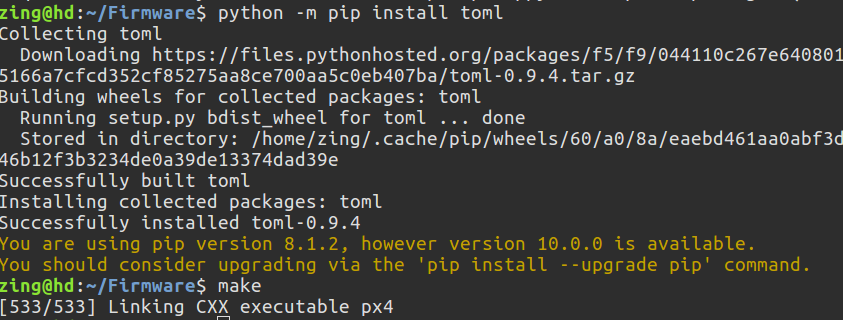 zing@hd:~/Firmware$ python -m pip install toml
Collecting toml
  Downloading https://files.pythonhosted.org/packages/f5/f9/044110c267e640801
5166a7cfcd352cf85275aa8ce700aa5c0eb407ba/toml-0.9.4.tar.gz
Building wheels for collected packages: toml
  Running setup.py bdist_wheel for toml ... done
  Stored in directory: /home/zing/.cache/pip/wheels/60/a0/8a/eaebd461aa0abf3d
46b12f3b3234de0a39de13374dad39e
Successfully built toml
Installing collected packages: toml
Successfully installed toml-0.9.4
You are using pip version 8.1.2, however version 10.0.0 is available.
You should consider upgrading via the 'pip install --upgrade pip' command.
zing@hd:~/Firmware$ make
[533/533] Linking CXX executable px4